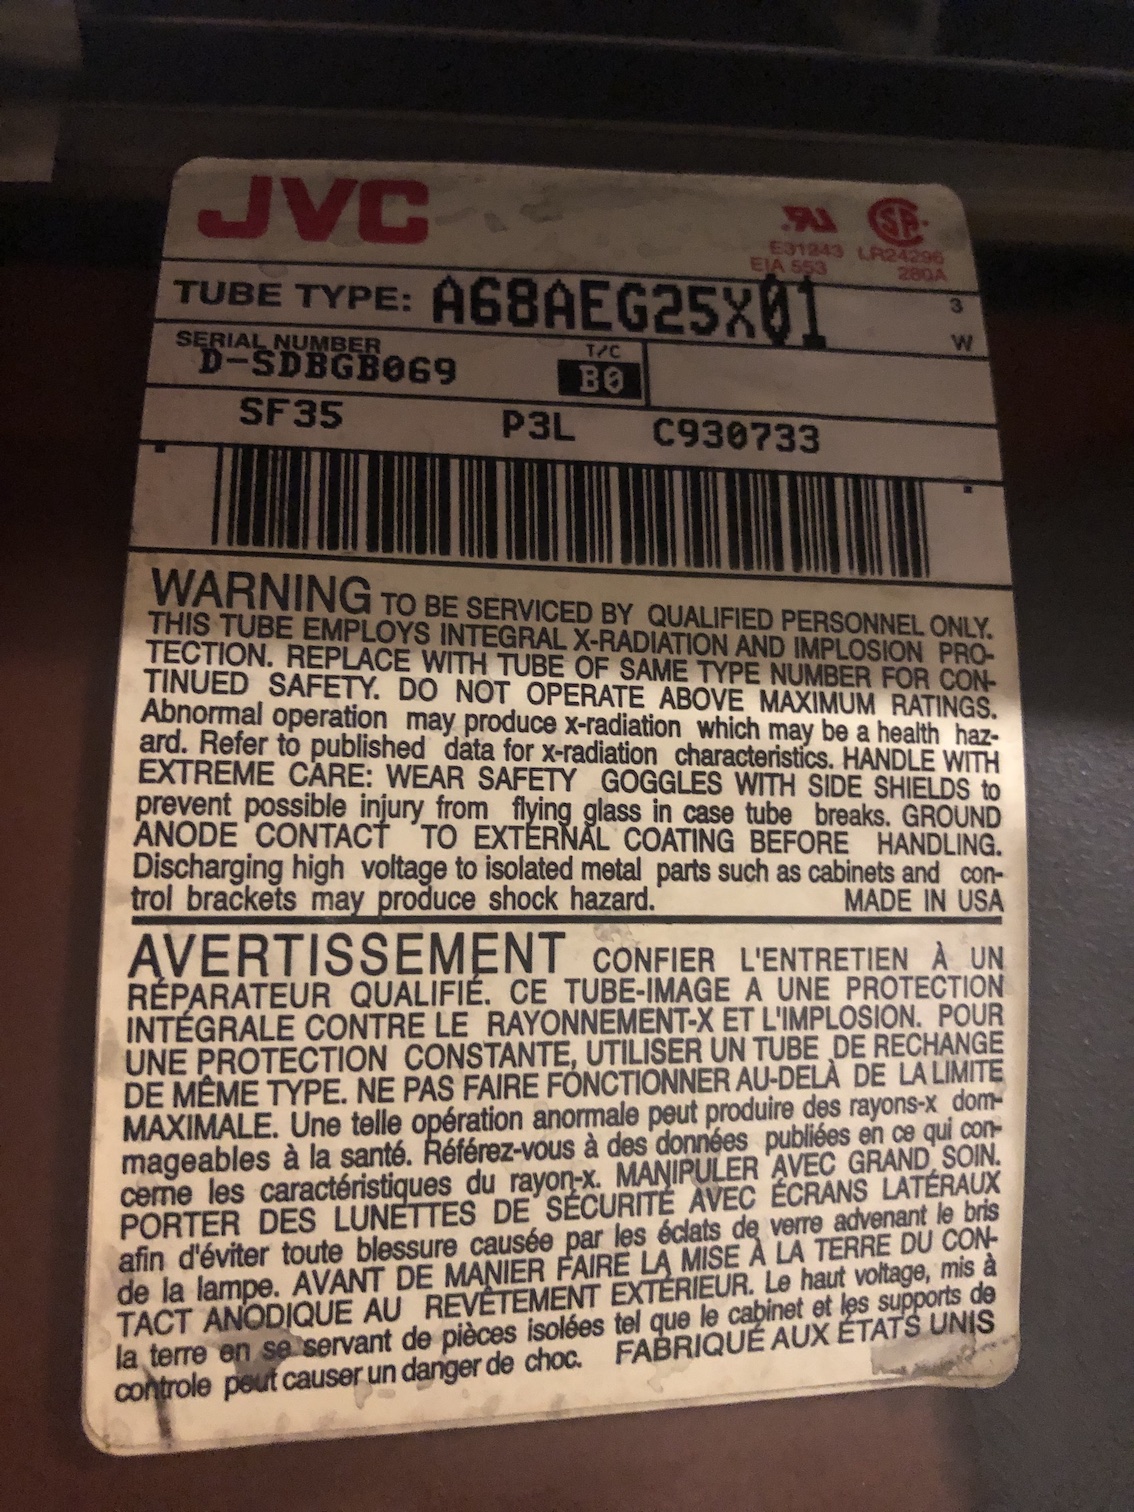 JVC
E31243 LR24296
EIA 553 280A
TUBE TYPE: A68AEG25X01 3
W
SERIAL NUMBER T/C
D-SDBGB069 B0
SF35 P3L C930733
WARNING TO BE SERVICED BY QUALIFIED PERSONNEL ONLY.
THIS TUBE EMPLOYS INTEGRAL X-RADIATION AND IMPLOSION PRO-
TECTION. REPLACE WITH TUBE OF SAME TYPE NUMBER FOR CON-
TINUED SAFETY. DO NOT OPERATE ABOVE MAXIMUM RATINGS.
Abnormal operation may produce x-radiation which may be a health haz-
ard. Refer to published data for x-radiation characteristics. HANDLE WITH
EXTREME CARE: WEAR SAFETY GOGGLES WITH SIDE SHIELDS to
prevent possible injury from flying glass in case tube breaks. GROUND
ANODE CONTACT TO EXTERNAL COATING BEFORE HANDLING.
Discharging high voltage to isolated metal parts such as cabinets and con-
trol brackets may produce shock hazard. MADE IN USA
AVERTISSEMENT CONFIER L'ENTRETIEN À UN
RÉPARATEUR QUALIFIÉ. CE TUBE-IMAGE A UNE PROTECTION
INTÉGRALE CONTRE LE RAYONNEMENT-X ET L'IMPLOSION. POUR
UNE PROTECTION CONSTANTE, UTILISER UN TUBE DE RECHANGE
DE MÊME TYPE. NE PAS FAIRE FONCTIONNER AU-DELÀ DE LA LIMITE
MAXIMALE. Une telle opération anormale peut produire des rayons-x dom-
mageables à la santé. Référez-vous à des données publiées en ce qui con-
cerne les caractéristiques du rayon-x. MANIPULER AVEC GRAND SOIN.
PORTER DES LUNETTES DE SÉCURITÉ AVEC ÉCRANS LATÉRAUX
afin d'éviter toute blessure causée par les éclats de verre advenant le bris
de la lampe. AVANT DE MANIER FAIRE LA MISE À LA TERRE DU CON-
TACT ANODIQUE AU REVÊTEMENT EXTÉRIEUR. Le haut voltage, mis à
la terre en se servant de pièces isolées tel que le cabinet et les supports de
controle peut causer un danger de choc. FABRIQUÉ AUX ÉTATS UNIS